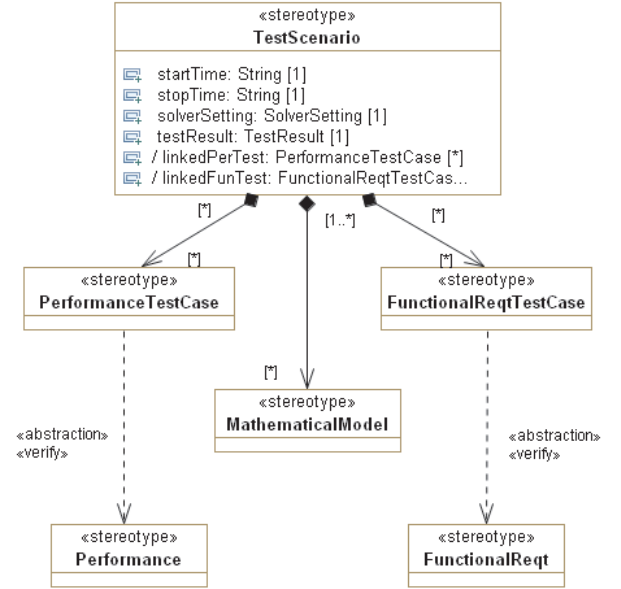 «stereotype»
TestScenario
startTime: String [1]
stopTime: String [1]
solverSetting: SolverSetting [1]
testResult: TestResult [1]
/ linkedPerTest: PerformanceTestCase [*]
/ linkedFunTest: FunctionalReqtTestCas...
[*]
[1..*]
[*]
[*]
[*]
«stereotype»
PerformanceTestCase
«stereotype»
FunctionalReqtTestCase
[*]
«stereotype»
MathematicalModel
«abstraction»
«verify»
«abstraction»
«verify»
«stereotype»
Performance
«stereotype»
FunctionalReqt